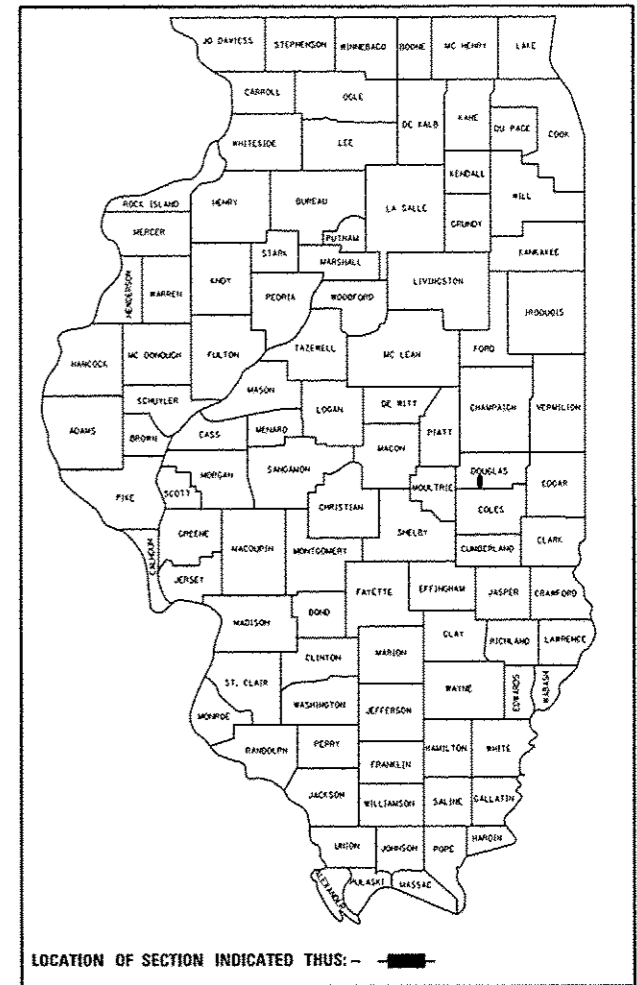 JO DAVIESS STEPHENSON WINNEBAGO BOONE MC HENRY LAKE
CARROLL OGLE DE KALB KANE DU PAGE COOK
WHITESIDE LEE
ROCK ISLAND HENRY BUREAU LA SALLE KENDALL WILL
MERCER STARK PUTNAM GRUNDY
HENDERSON WARREN KNOX PEORIA MARSHALL LIVINGSTON KANKAKEE
WOODFORD IROQUOIS
HANCOCK MC DONOUGH FULTON TAZEWELL MC LEAN FORD
SCHUYLER MASON LOGAN DE WITT CHAMPAIGN VERMILION
ADAMS BROWN CASS MENARD MACON PIATT
PIKE SCOTT MORGAN SANGAMON CHRISTIAN MOULTRIE DOUGLAS EDGAR
COLES
CALHOUN GREENE MACOUPIN MONTGOMERY SHELBY CUMBERLAND CLARK
JERSEY FAYETTE EFFINGHAM JASPER CRAWFORD
MADISON BOND CLAY RICHLAND LAWRENCE
CLINTON MARION
ST. CLAIR WASHINGTON JEFFERSON WAYNE EDWARDS WABASH
MONROE
RANDOLPH PERRY FRANKLIN HAMILTON WHITE
JACKSON WILLIAMSON SALINE GALLATIN
UNION JOHNSON POPE HARDIN
ALEXANDER PULASKI MASSAC
LOCATION OF SECTION INDICATED THUS: -